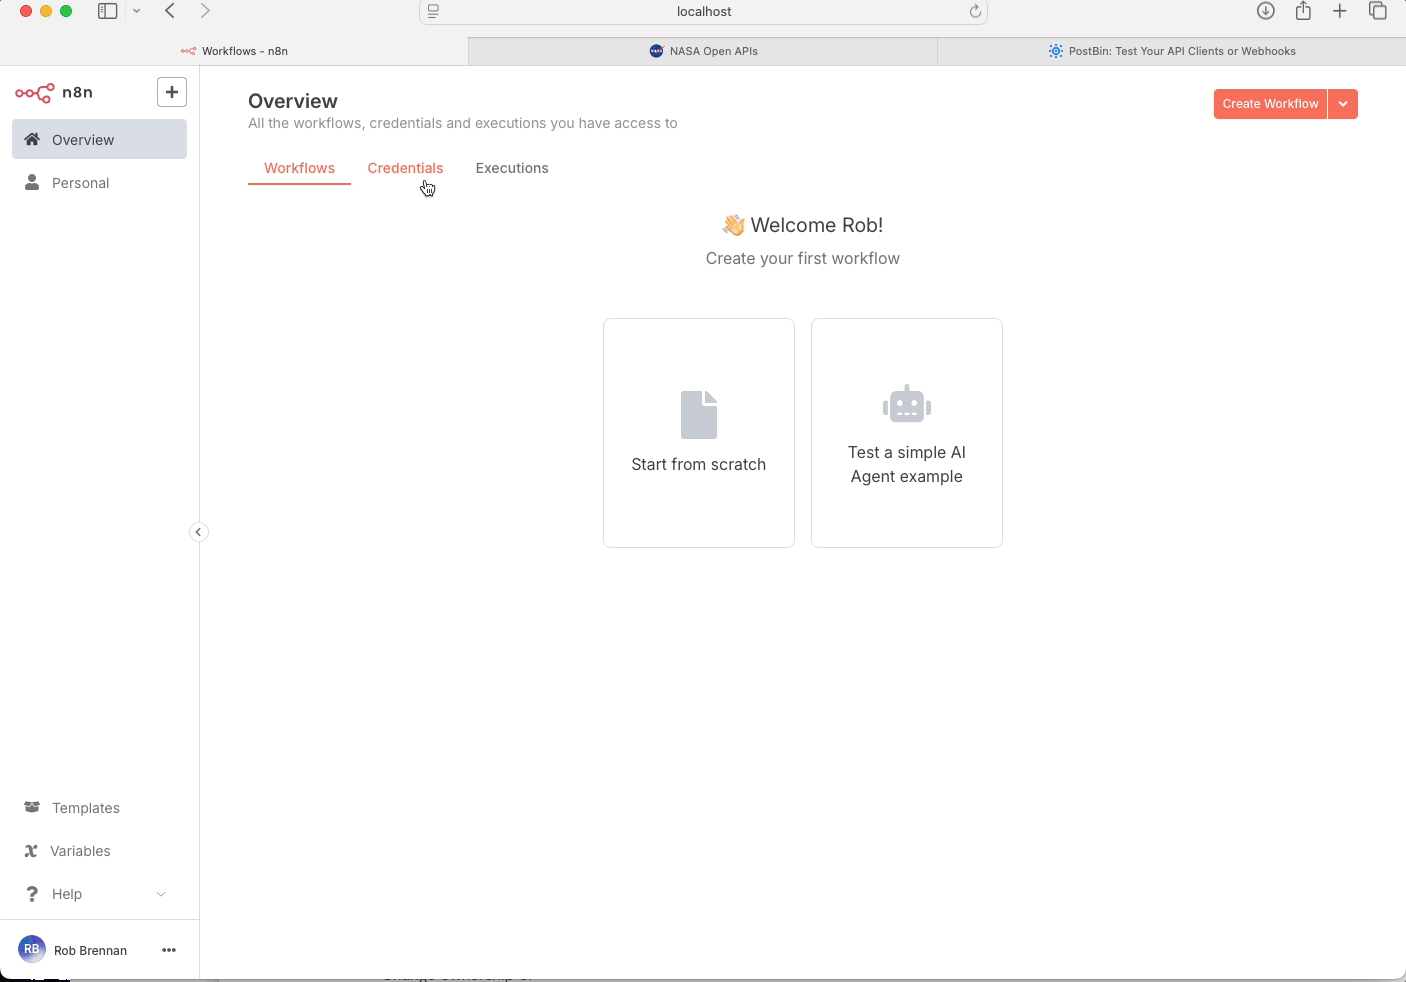 localhost
Workflows - n8n
NASA Open APIs
PostBin: Test Your API Clients or Webhooks
n8n
Overview
Personal
Overview
All the workflows, credentials and executions you have access to
Create Workflow
Workflows
Credentials
Executions
👋 Welcome Rob!
Create your first workflow
Start from scratch
Test a simple AI
Agent example
Templates
Variables
Help
RB
Rob Brennan